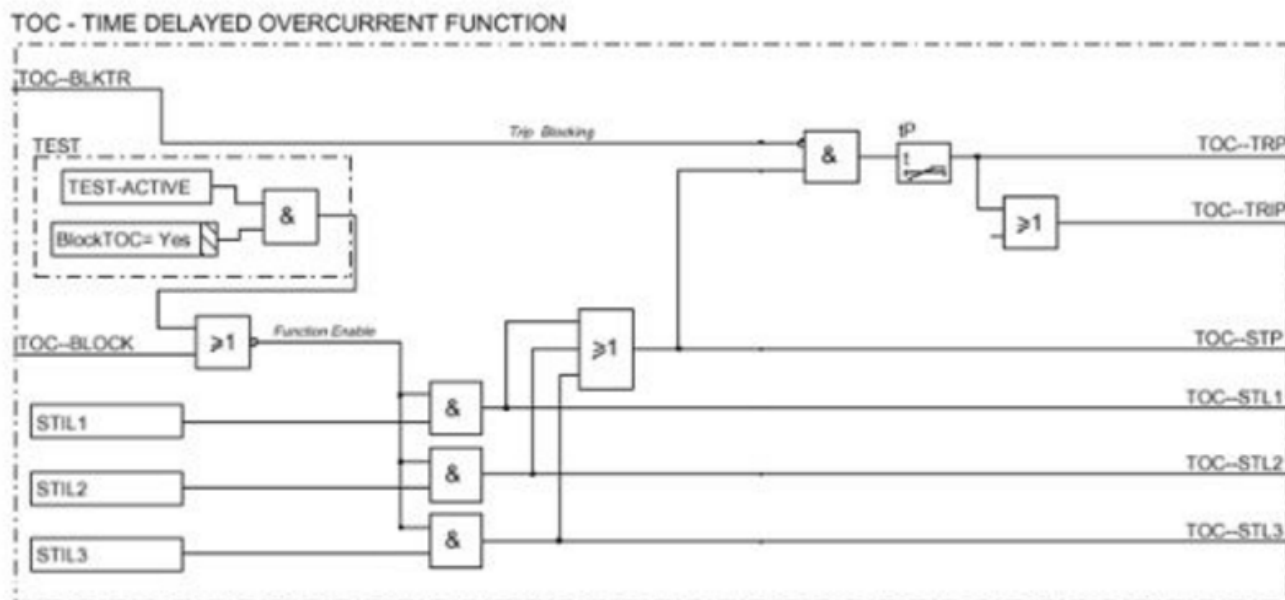 TOC - TIME DELAYED OVERCURRENT FUNCTION
TOC--BLKTR
Trip Blocking
tP
TOC--TRP
TEST
&
t
TEST-ACTIVE
&
TOC--TRIP
BlockTOC= Yes
≥1
TOC--BLOCK
≥1
Function Enable
≥1
TOC--STP
STIL1
&
TOC--STL1
STIL2
&
TOC--STL2
STIL3
&
TOC--STL3